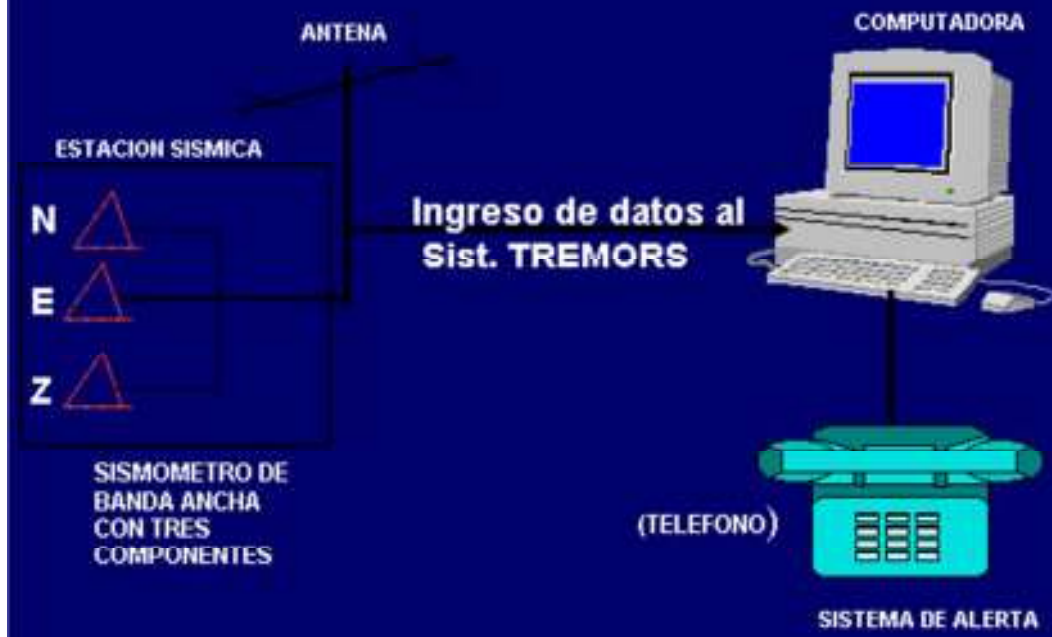 ANTENA
COMPUTADORA
ESTACION SISMICA
N
E
Z
Ingreso de datos al
Sist. TREMORS
SISMOMETRO DE
BANDA ANCHA
CON TRES
COMPONENTES
(TELEFONO)
SISTEMA DE ALERTA